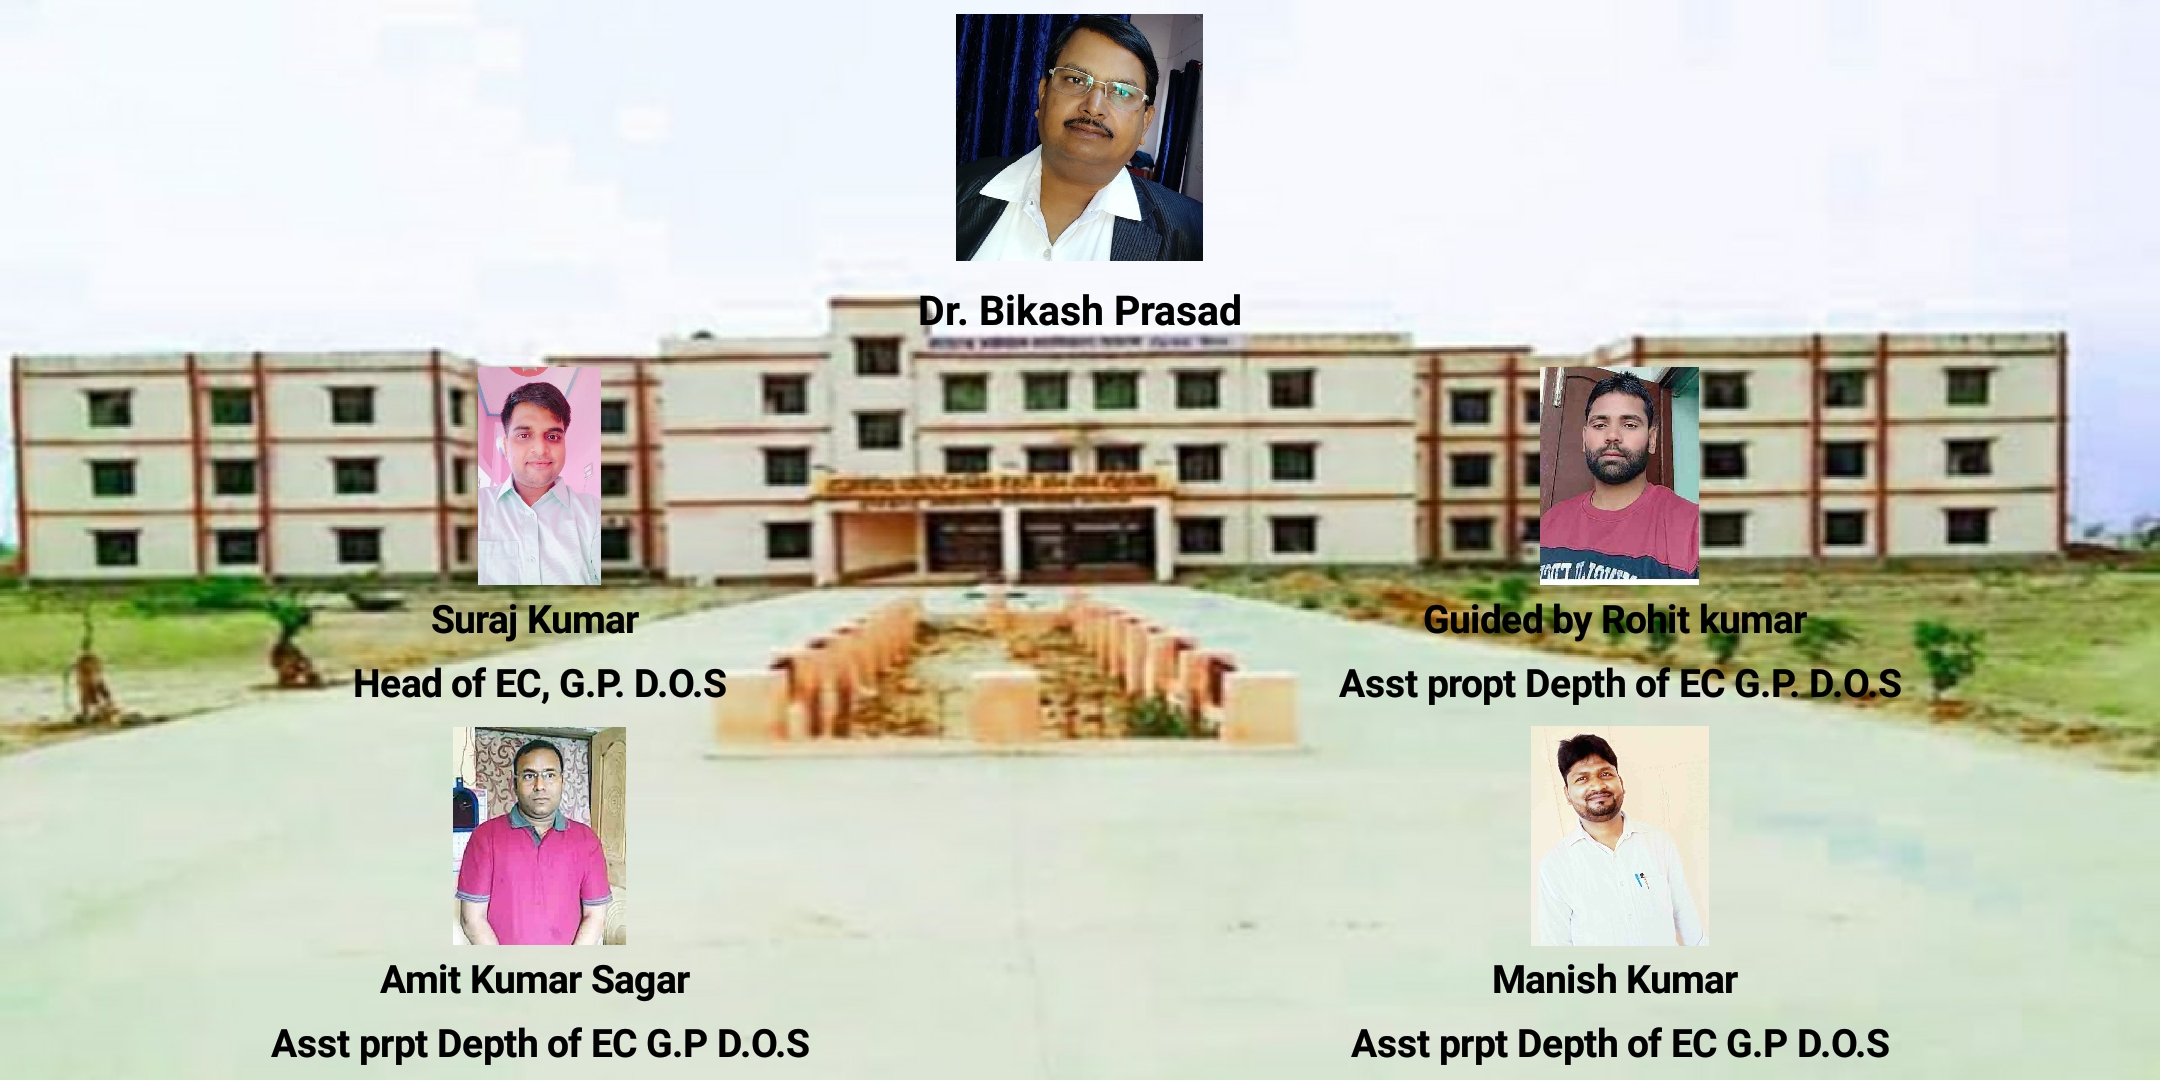 Dr. Bikash Prasad
Suraj Kumar
Head of EC, G.P. D.O.S
Guided by Rohit kumar
Asst propt Depth of EC G.P. D.O.S
Amit Kumar Sagar
Asst prpt Depth of EC G.P D.O.S
Manish Kumar
Asst prpt Depth of EC G.P D.O.S